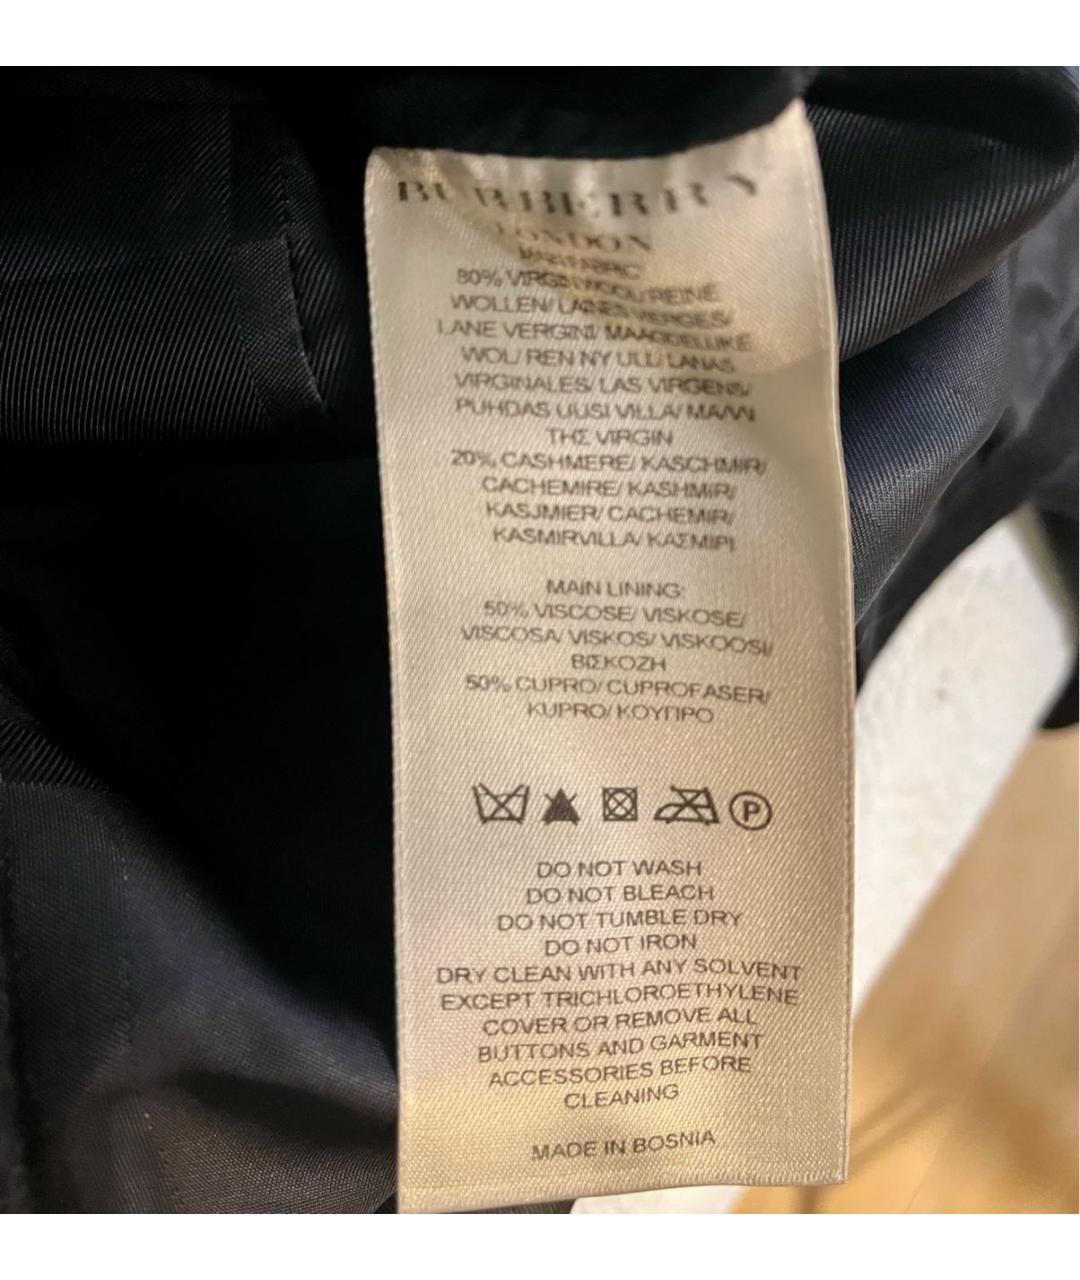 BURBERRY
LONDON
MAIN FABRIC
80% VIRGIN WOOL/ REINE
WOLLEN/ LAINES VIERGES/
LANE VERGINI/ MAAGDELIJKE
WOL/ REN NY ULL/ LANAS
VIRGINALES/ LAS VIRGENS/
PUHDAS UUSI VILLA/
ΤΗΣ VIRGIN
20% CASHMERE/ KASCHMIR/
CACHEMIRE/ KASHMIR/
KASJMIER/ CACHEMIR/
KASMIRVILLA/ ΚΑΣΜΙΡΙ
MAIN LINING:
50% VISCOSE/ VISKOSE/
VISCOSA/ VISKOS/ VISKOOSI/
ΒΙΣΚΟΖΗ
50% CUPRO/ CUPROFASER/
KUPRO/ ΚΟΥΠΡΟ
P
DO NOT WASH
DO NOT BLEACH
DO NOT TUMBLE DRY
DO NOT IRON
DRY CLEAN WITH ANY SOLVENT
EXCEPT TRICHLOROETHYLENE
COVER OR REMOVE ALL
BUTTONS AND GARMENT
ACCESSORIES BEFORE
CLEANING
MADE IN BOSNIA